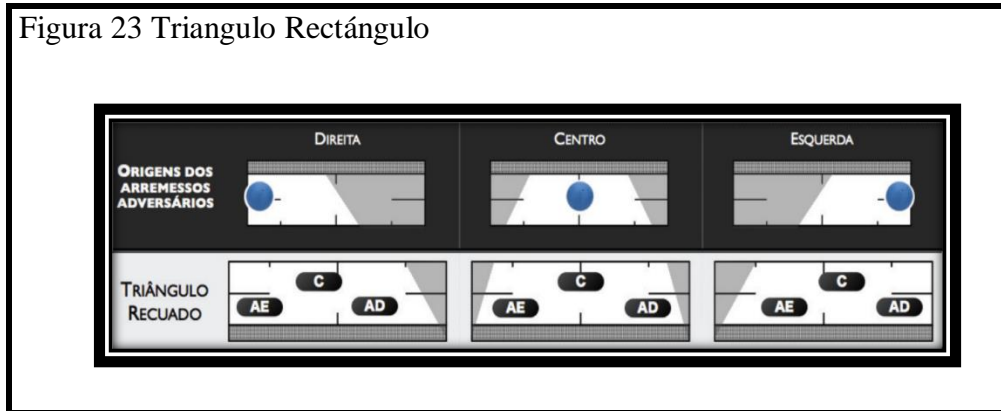 Figura 23 Triangulo Rectángulo
DIREITA
CENTRO
ESQUERDA
ORIGENS DOS
ARREMESSOS
ADVERSÁRIOS
TRIÂNGULO
RECUADO
C
AE
AD
C
AE
AD
C
AE
AD